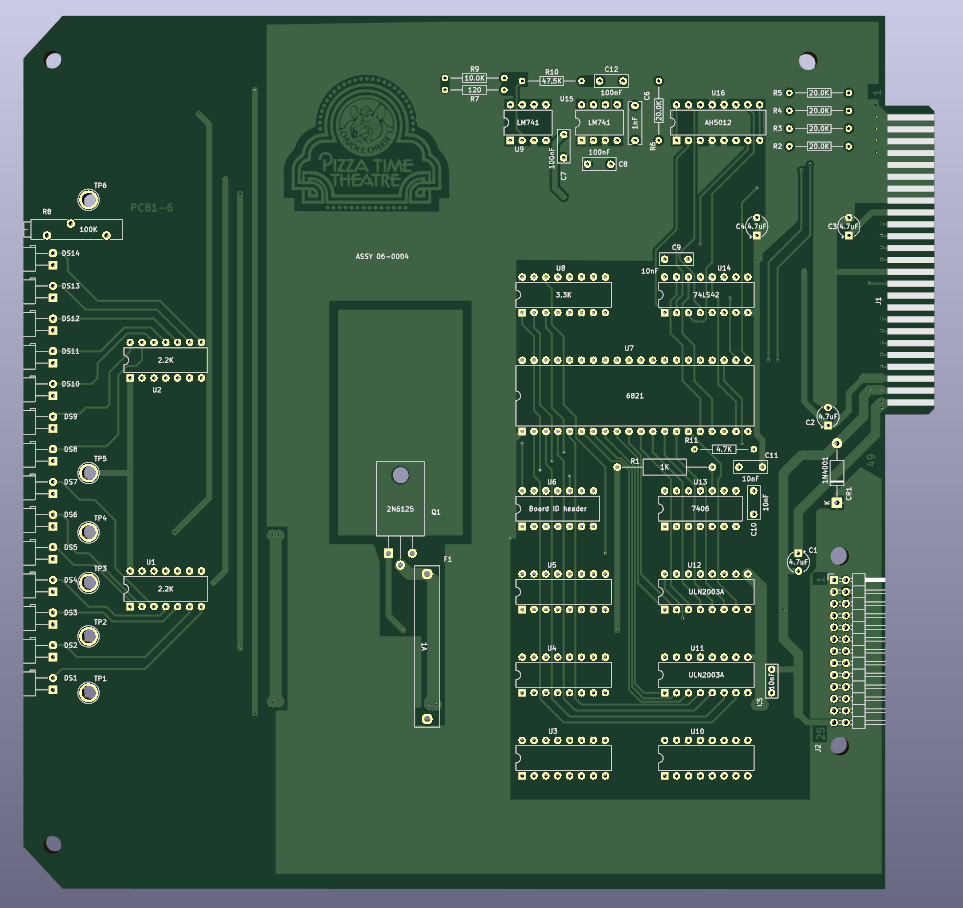 R9
10.0K
120
R7
R10
47.5K
C12
100nF
U15
LM741
U9
LM741
100nF
C7
100nF
C8
1nF
C6
20.0K
R6
U16
AH5012
R5
20.0K
R4
20.0K
R3
20.0K
R2
20.0K
1
CHUCK E. CHEESE'S
PIZZA TIME
THEATRE
TP6
PCB1-6
R8
100K
ASSY 06-0004
C4
4.7uF
C3
4.7uF
C9
10nF
U14
74LS42
U8
3.3K
J1
DS14
DS13
DS12
DS11
DS10
DS9
DS8
DS7
DS6
DS5
DS4
DS3
DS2
DS1
2.2K
U2
U7
6821
C2
4.7uF
R11
4.7K
R1
1K
C11
10nF
1N4001
CR1
K
49
TP5
TP4
TP3
TP2
TP1
2N6125
Q1
U6
Board ID header
U13
7406
10nF
C10
F1
1A
U1
2.2K
U5
U12
ULN2003A
C1
4.7uF
1
U4
U11
ULN2003A
10nF
C5
U3
U10
25
J2